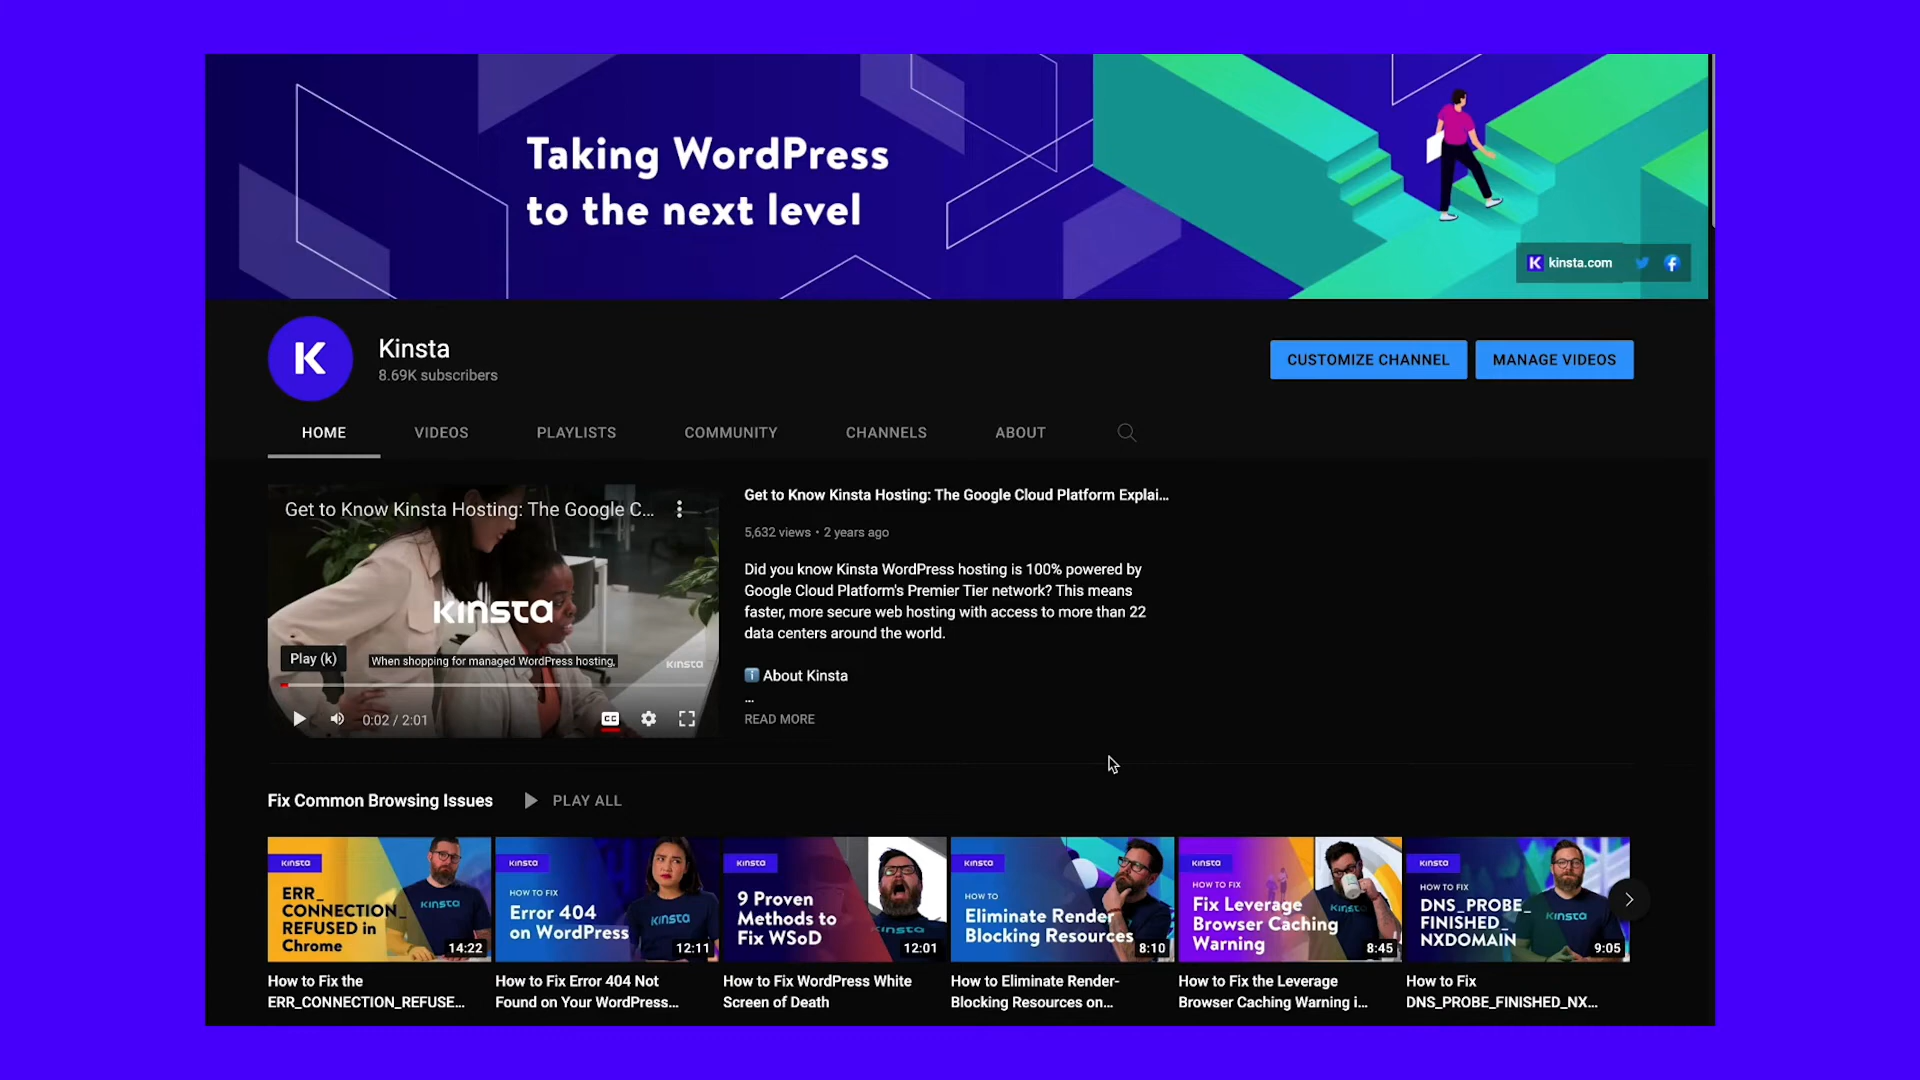 Taking WordPress
to the next level
K kinsta.com
K
Kinsta
8.69K subscribers
CUSTOMIZE CHANNEL
MANAGE VIDEOS
HOME
VIDEOS
PLAYLISTS
COMMUNITY
CHANNELS
ABOUT
Get to Know Kinsta Hosting: The Google C...
KINSTA
Play (k)
When shopping for managed WordPress hosting,
KINSTA
0:02 / 2:01
CC
Get to Know Kinsta Hosting: The Google Cloud Platform Explai...
5,632 views • 2 years ago
Did you know Kinsta WordPress hosting is 100% powered by
Google Cloud Platform's Premier Tier network? This means
faster, more secure web hosting with access to more than 22
data centers around the world.
ℹ️ About Kinsta
...
READ MORE
Fix Common Browsing Issues
PLAY ALL
KINSTA
ERR_
CONNECTION_
REFUSED in
Chrome
KINSTA
14:22
How to Fix the
ERR_CONNECTION_REFUSE...
KINSTA
HOW TO FIX
Error 404
on WordPress
KINSTA
12:11
How to Fix Error 404 Not
Found on Your WordPress...
KINSTA
9 Proven
Methods to
Fix WSoD
KINSTA
12:01
How to Fix WordPress White
Screen of Death
KINSTA
HOW TO
Eliminate Render
Blocking Resources
8:10
How to Eliminate Render-
Blocking Resources on...
KINSTA
HOW TO FIX
Fix Leverage
Browser Caching
Warning
8:45
How to Fix the Leverage
Browser Caching Warning i...
KINSTA
HOW TO FIX
DNS_PROBE_
FINISHED_
NXDOMAIN
KINSTA
9:05
How to Fix
DNS_PROBE_FINISHED_NX...